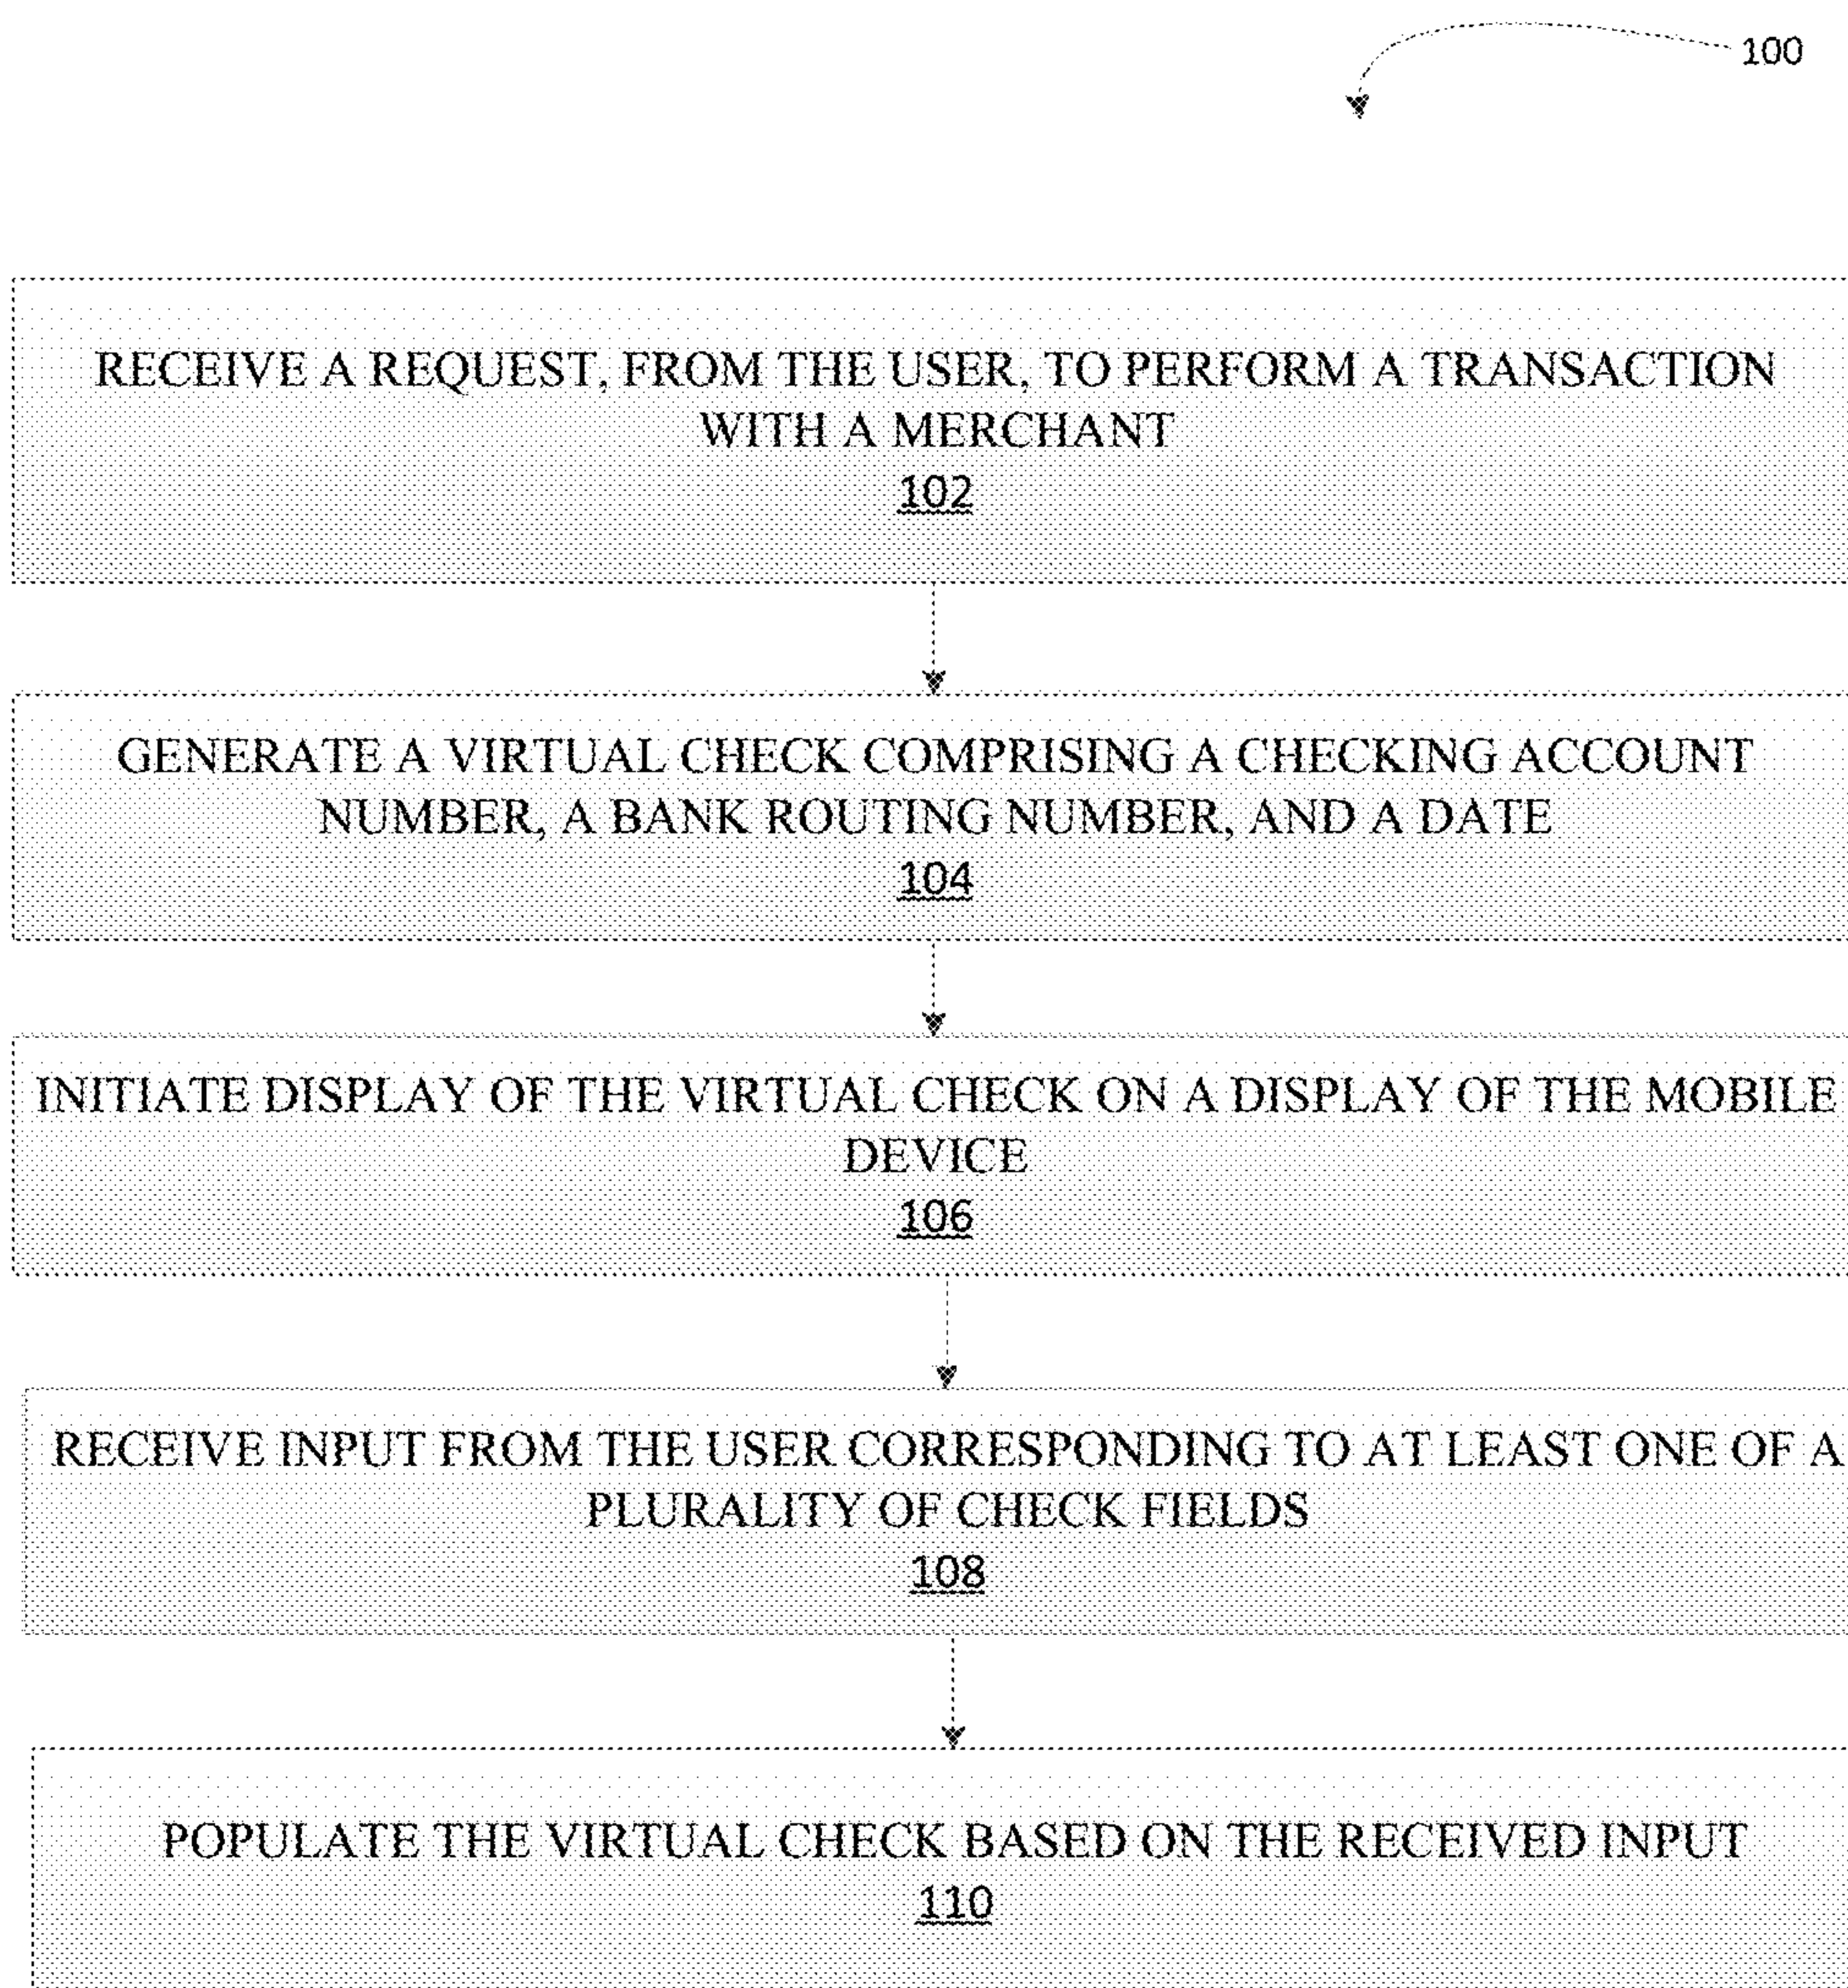 100
RECEIVE A REQUEST, FROM THE USER, TO PERFORM A TRANSACTION
WITH A MERCHANT
102
GENERATE A VIRTUAL CHECK COMPRISING A CHECKING ACCOUNT
NUMBER, A BANK ROUTING NUMBER, AND A DATE
104
INITIATE DISPLAY OF THE VIRTUAL CHECK ON A DISPLAY OF THE MOBILE
DEVICE
106
RECEIVE INPUT FROM THE USER CORRESPONDING TO AT LEAST ONE OF A
PLURALITY OF CHECK FIELDS
108
POPULATE THE VIRTUAL CHECK BASED ON THE RECEIVED INPUT
110